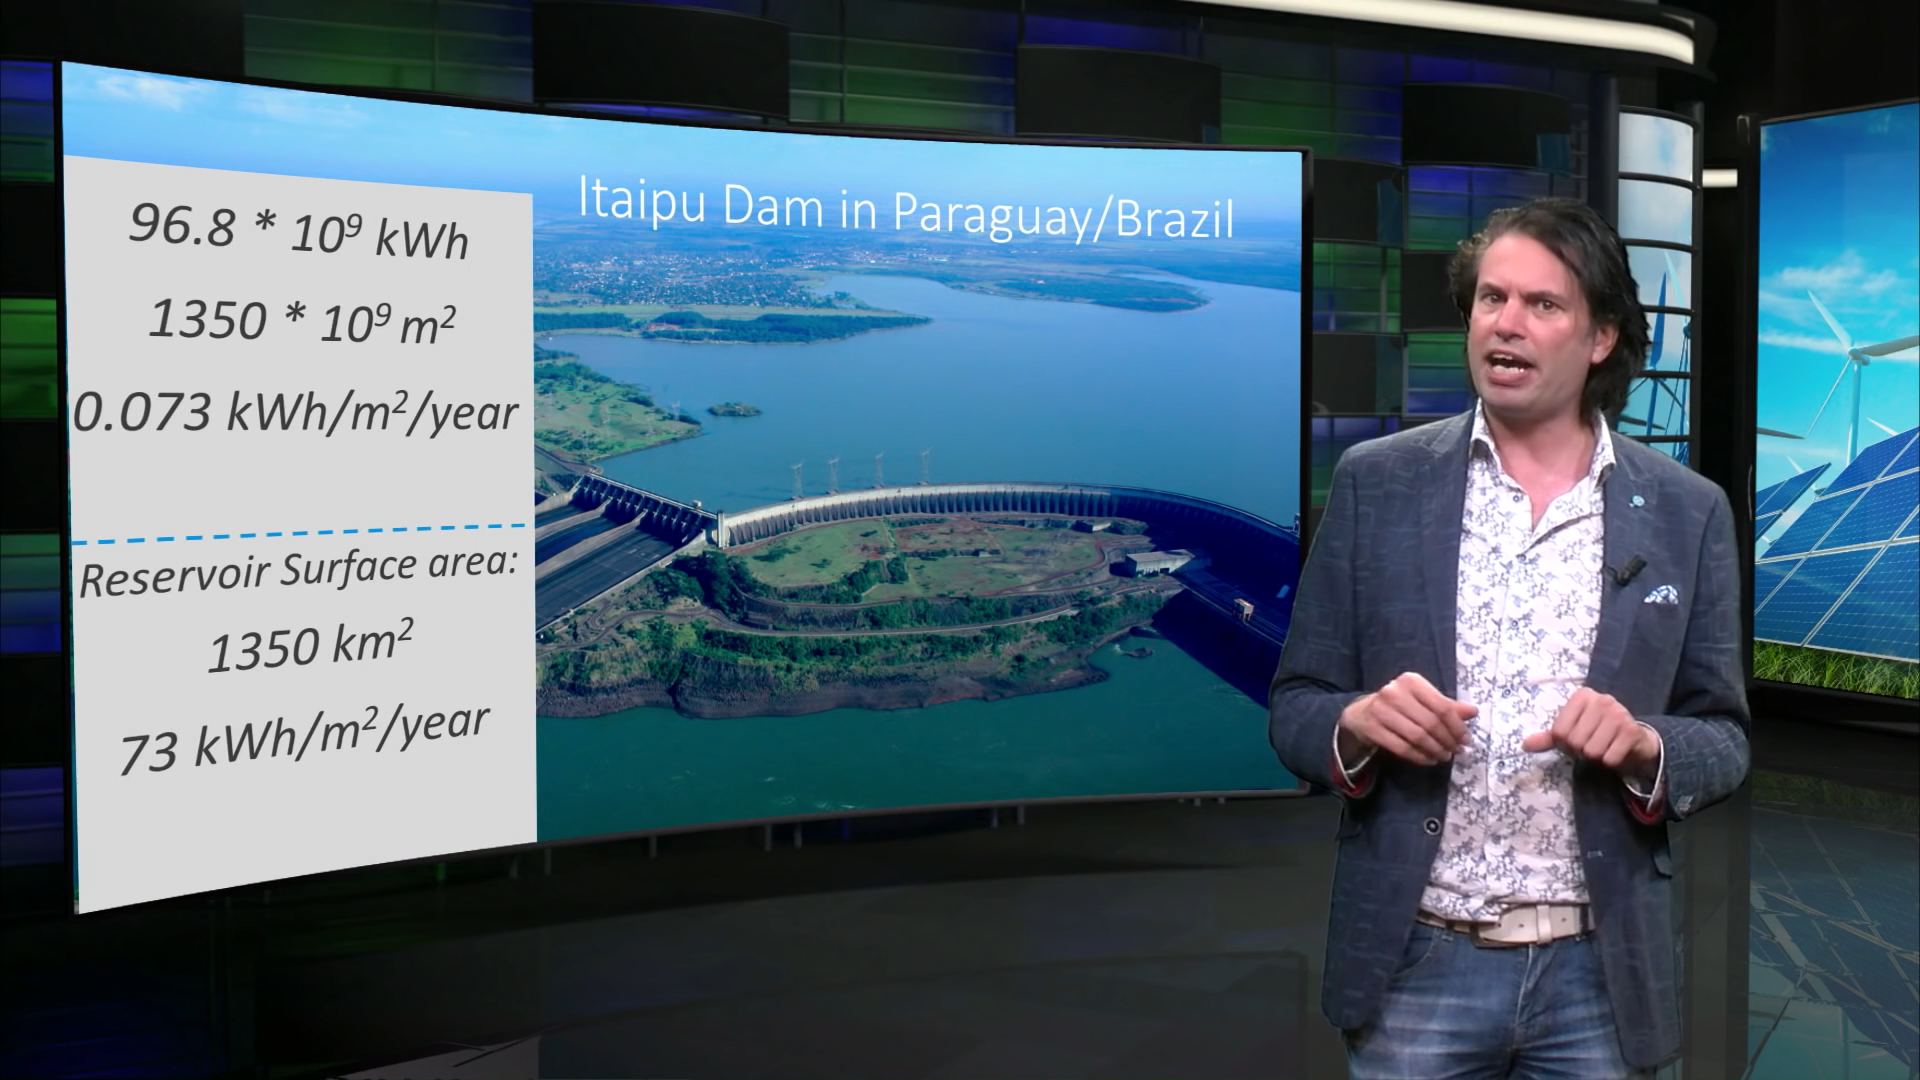 Itaipu Dam in Paraguay/Brazil
96.8 * 10⁹ kWh
1350 * 10⁹ m²
0.073 kWh/m²/year
Reservoir Surface area:
1350 km²
73 kWh/m²/year